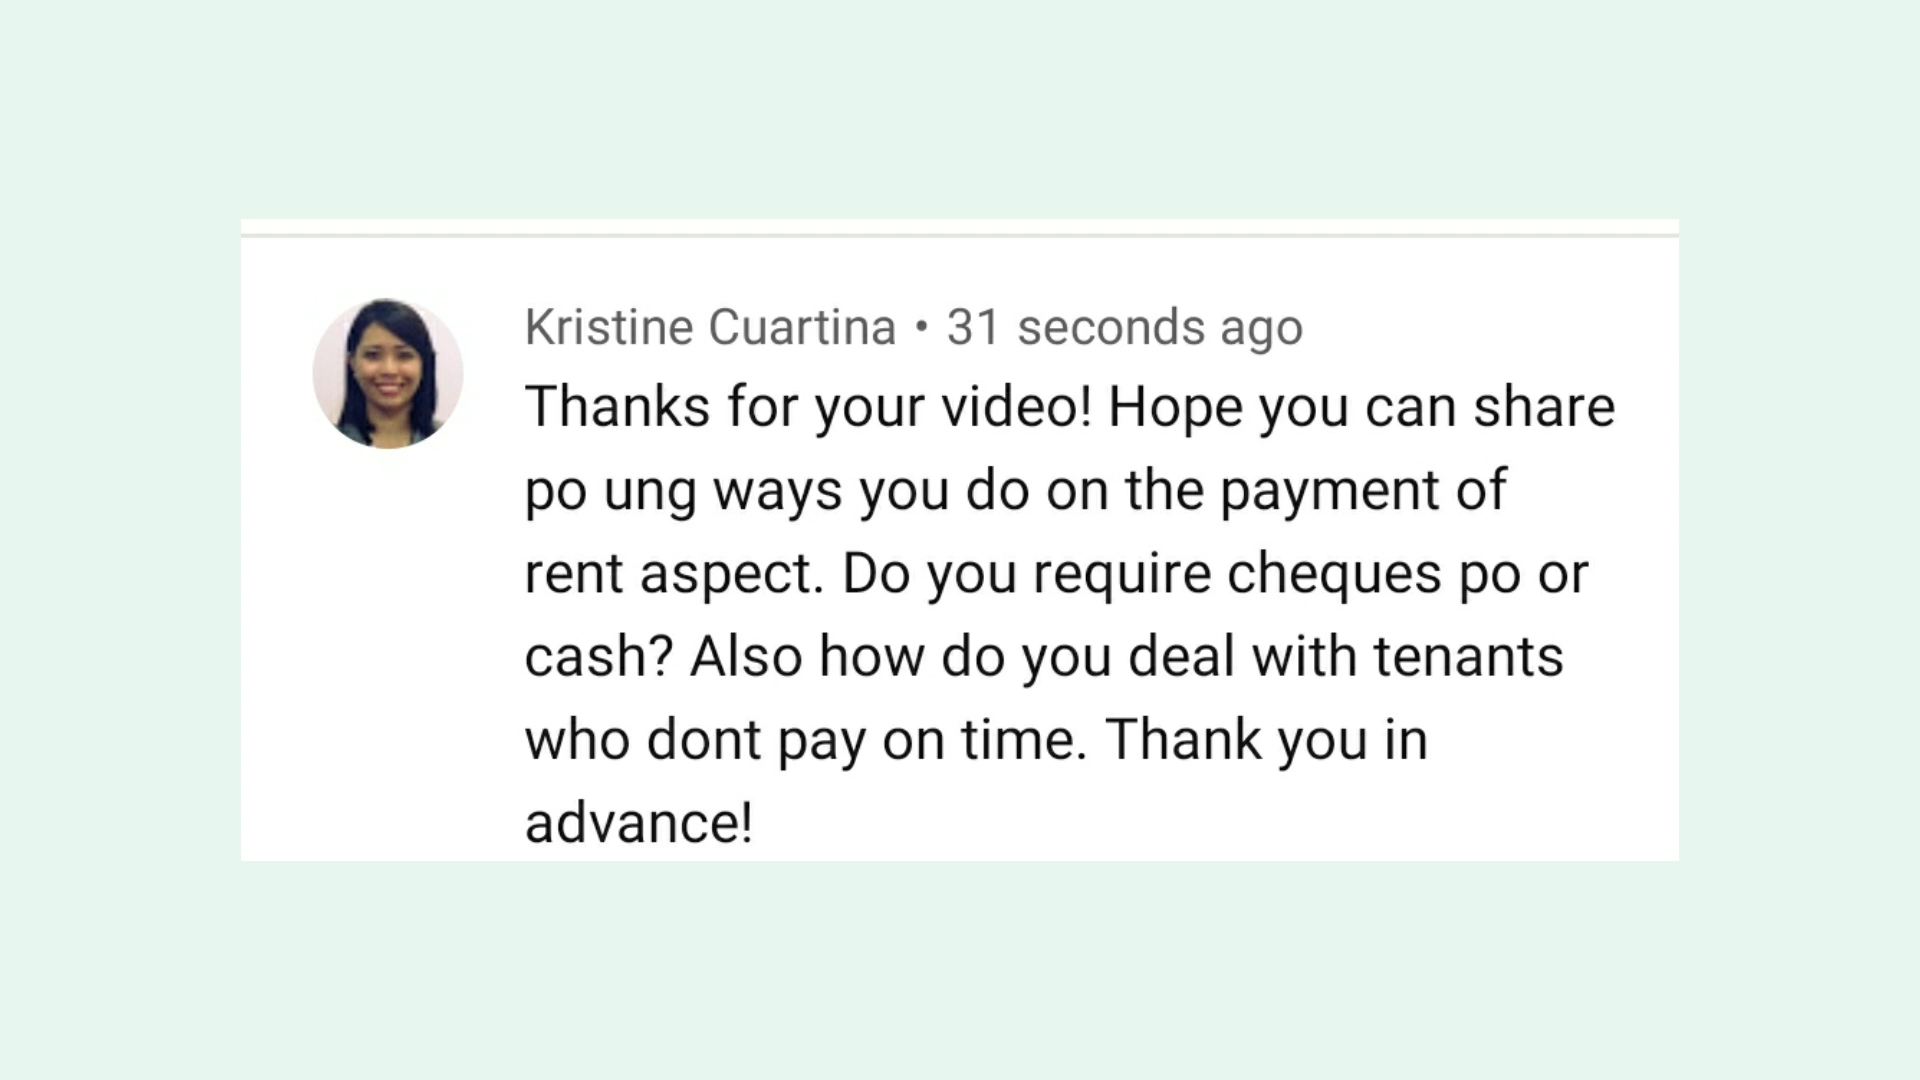 Kristine Cuartina • 31 seconds ago
Thanks for your video! Hope you can share
po ung ways you do on the payment of
rent aspect. Do you require cheques po or
cash? Also how do you deal with tenants
who dont pay on time. Thank you in
advance!